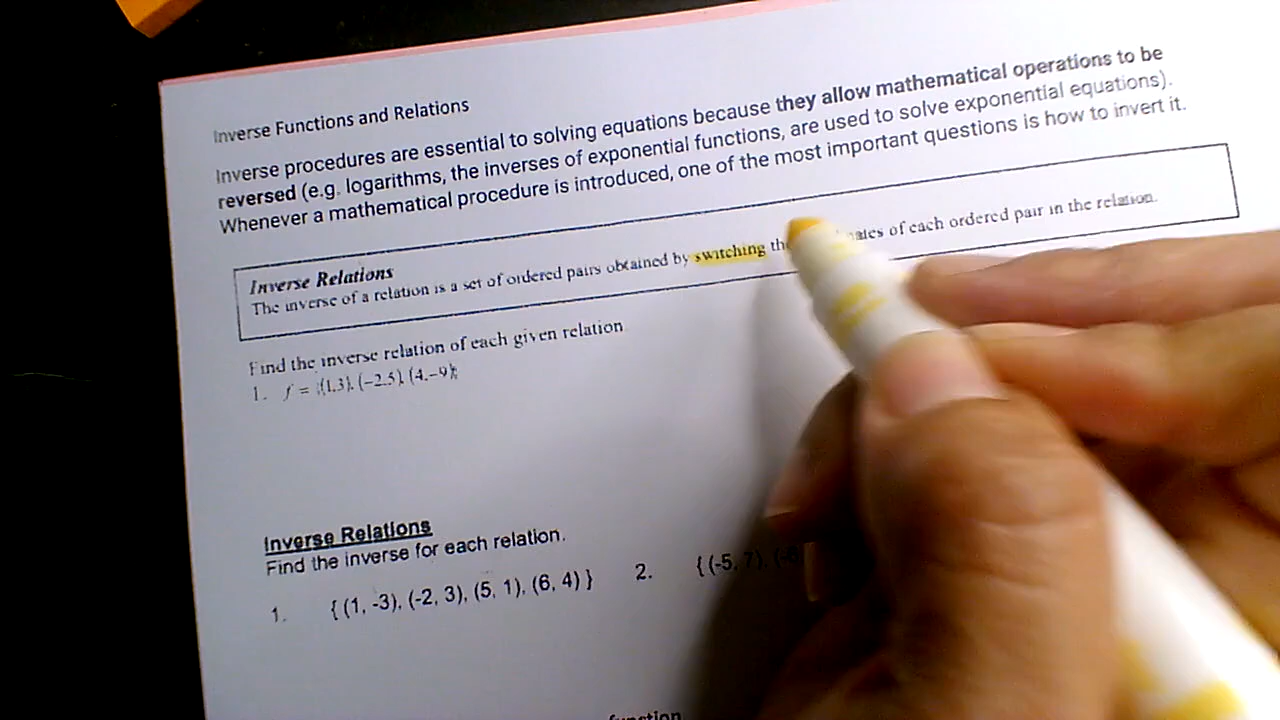 Inverse Functions and Relations
Inverse procedures are essential to solving equations because they allow mathematical operations to be
reversed (e.g. logarithms, the inverses of exponential functions, are used to solve exponential equations).
Whenever a mathematical procedure is introduced, one of the most important questions is how to invert it.
Inverse Relations
The inverse of a relation is a set of ordered pairs obtained by switching of each ordered pair in the relation.
Find the inverse relation of each given relation
1. f = {(1,3), (−2,5), (4,−9)}
Inverse Relations
Find the inverse for each relation.
1. { (1, -3), (-2, 3), (5, 1), (6, 4) } 2. { (-5, 7),
function